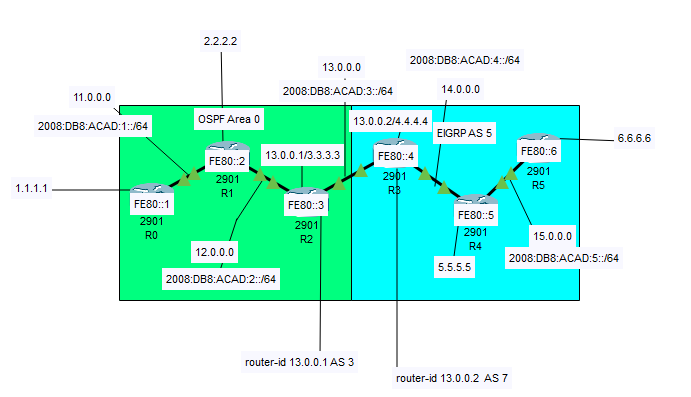 2.2.2.2
13.0.0.0
2008:DB8:ACAD:4::/64
11.0.0.0
2008:DB8:ACAD:3::/64
14.0.0.0
2008:DB8:ACAD:1::/64
OSPF Area 0
13.0.0.2/4.4.4.4
EIGRP AS 5
6.6.6.6
FE80::2
2901
R1
13.0.0.1/3.3.3.3
FE80::4
2901
R3
FE80::6
2901
R5
1.1.1.1
FE80::1
2901
R0
FE80::3
2901
R2
FE80::5
2901
R4
12.0.0.0
2008:DB8:ACAD:2::/64
5.5.5.5
15.0.0.0
2008:DB8:ACAD:5::/64
router-id 13.0.0.1 AS 3
router-id 13.0.0.2 AS 7